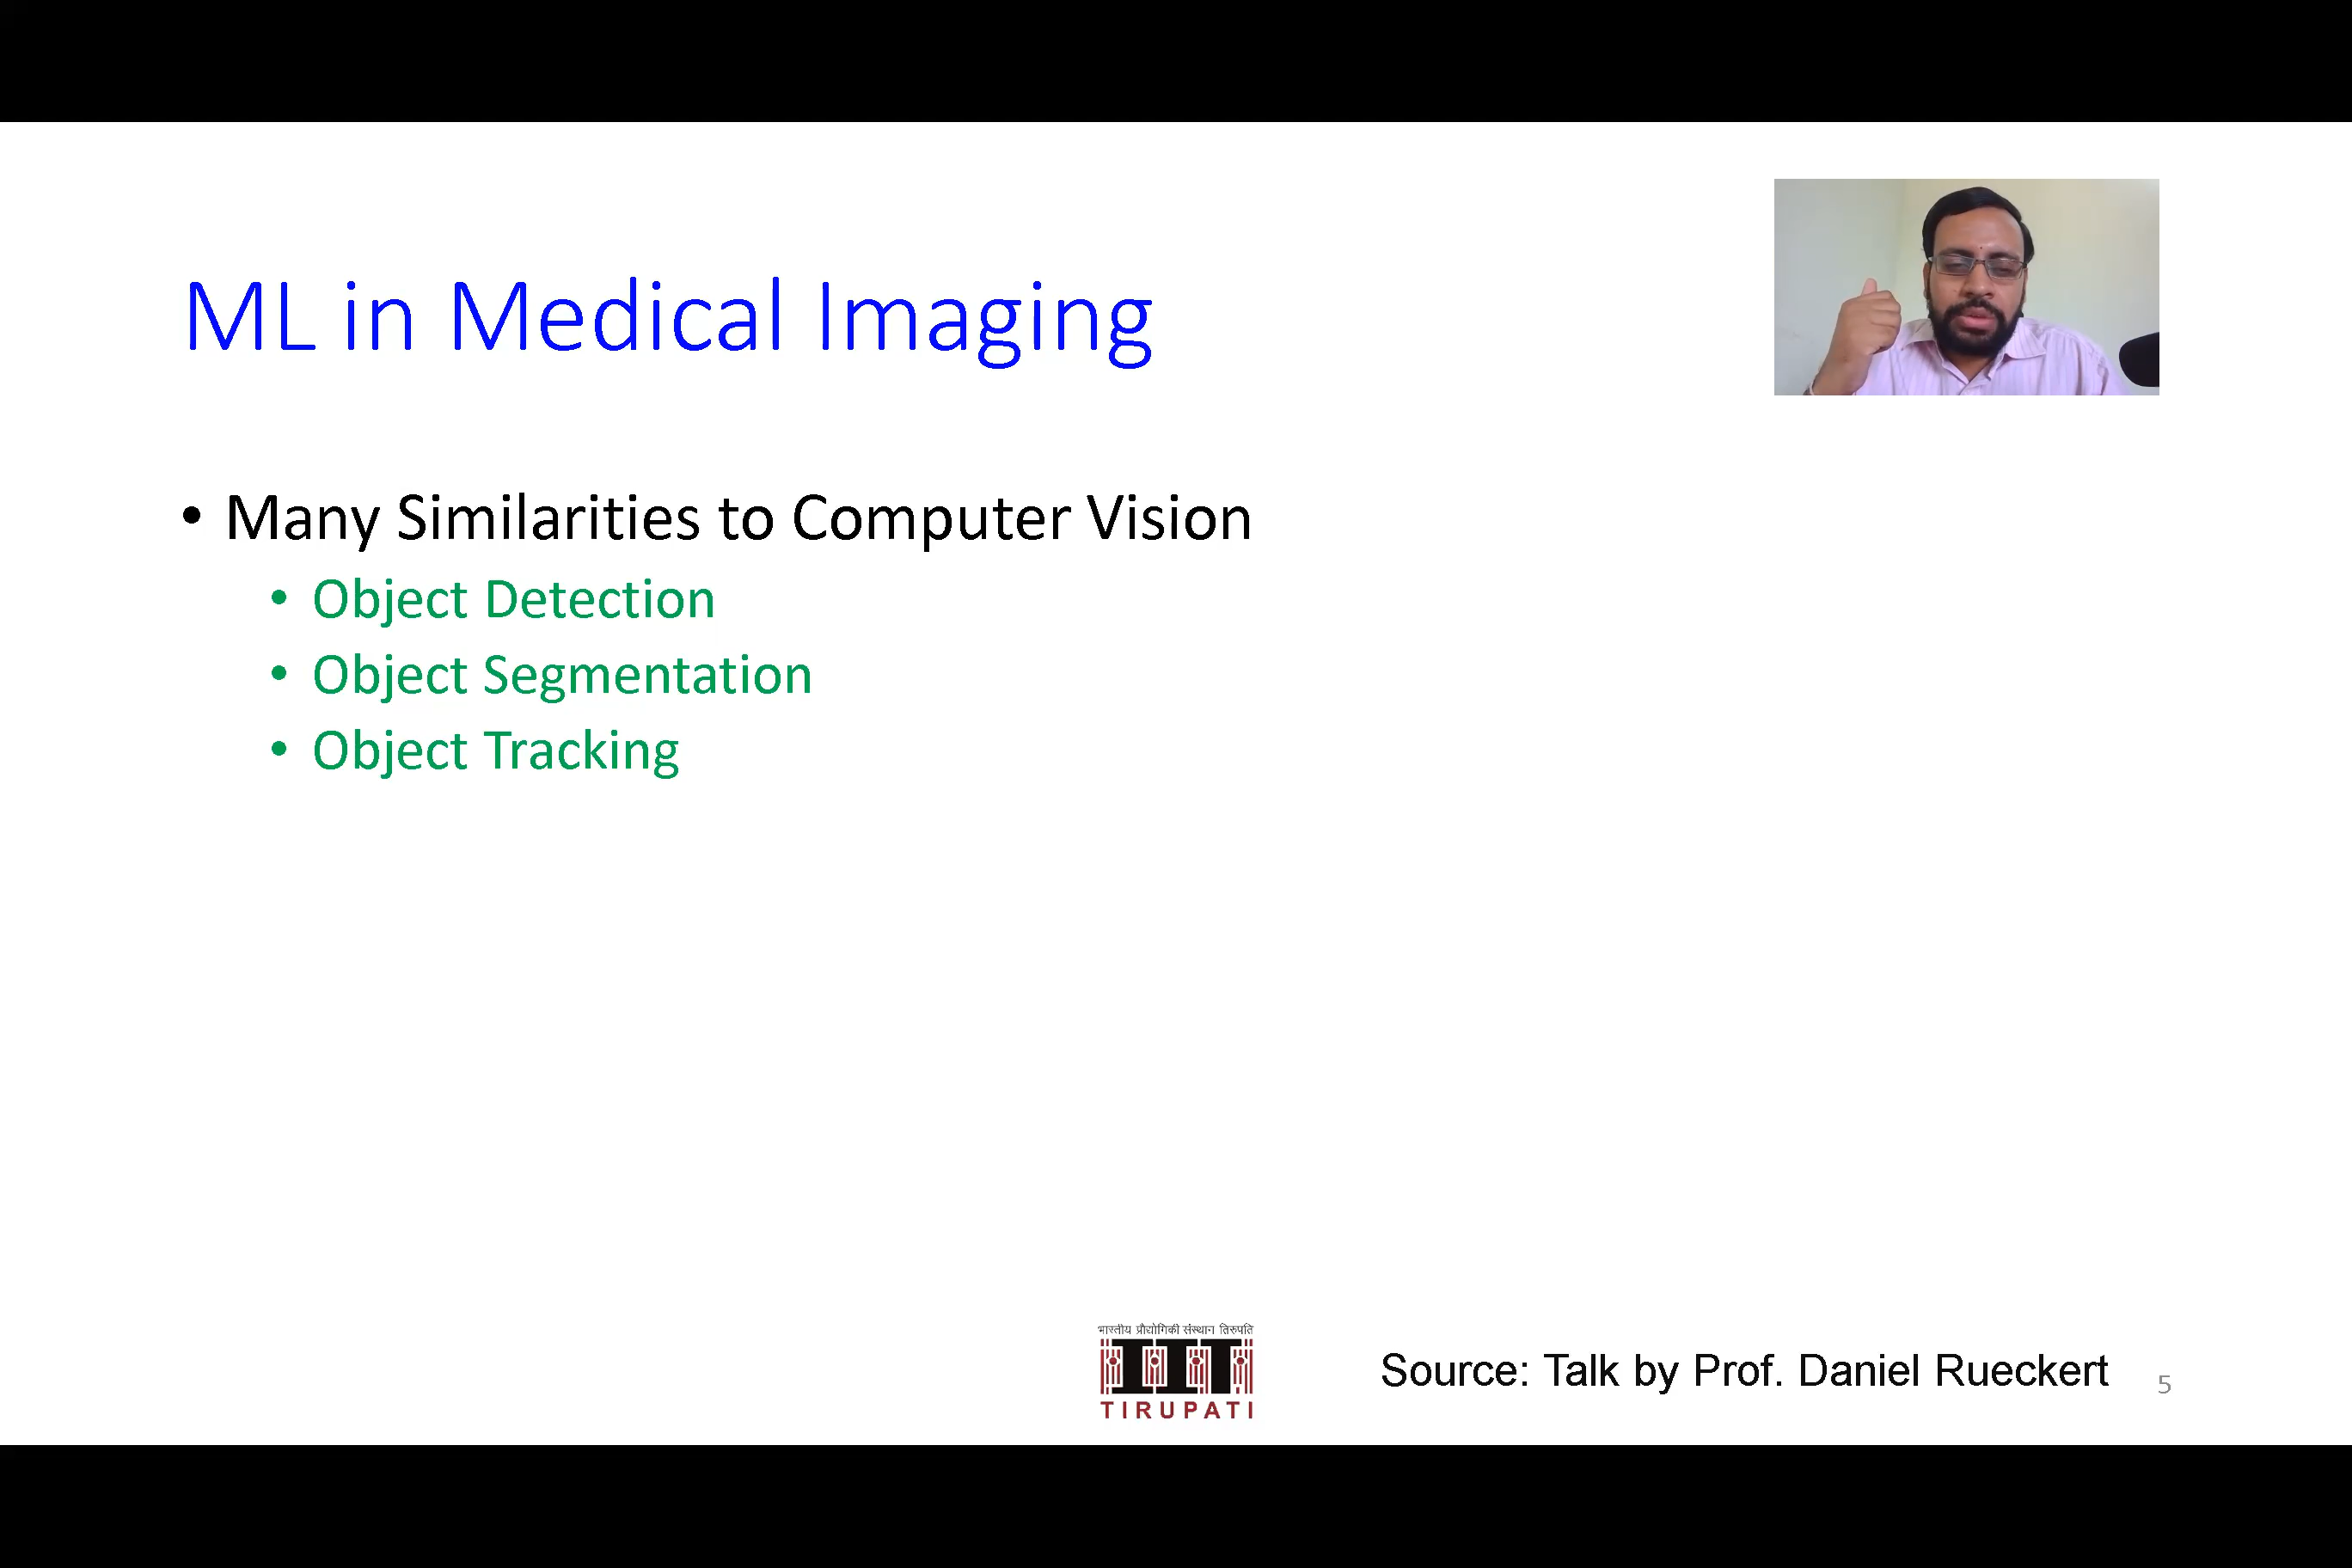 ML in Medical Imaging
• Many Similarities to Computer Vision
• Object Detection
• Object Segmentation
• Object Tracking
भारतीय प्रौद्योगिकी संस्थान तिरुपति
IIT
TIRUPATI
Source: Talk by Prof. Daniel Rueckert
5